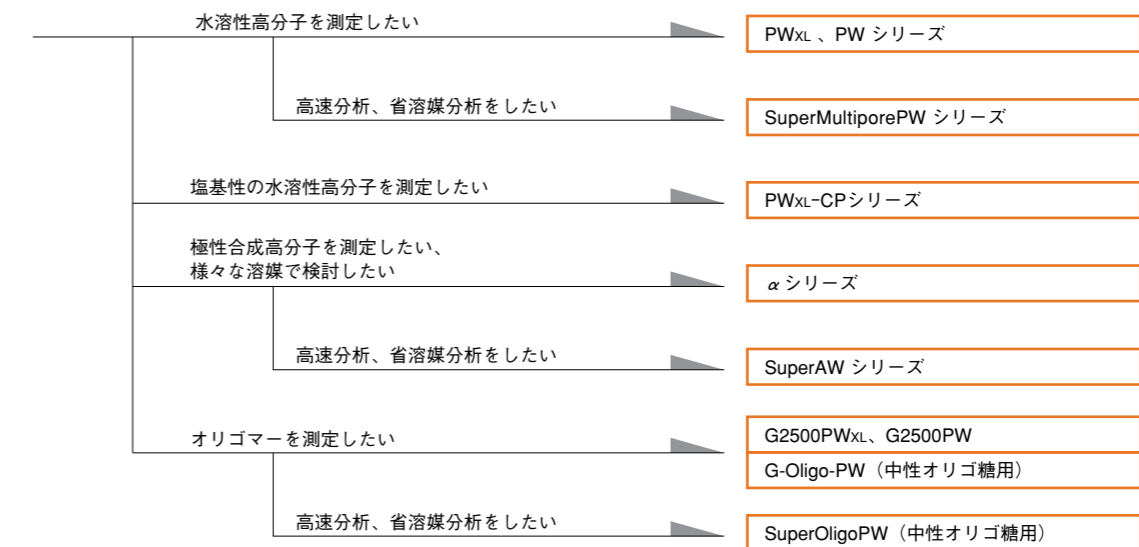 水溶性高分子を測定したい
PWXL 、PW シリーズ
高速分析、省溶媒分析をしたい
SuperMultiporePW シリーズ
塩基性の水溶性高分子を測定したい
PWXL-CPシリーズ
極性合成高分子を測定したい、
様々な溶媒で検討したい
αシリーズ
高速分析、省溶媒分析をしたい
SuperAW シリーズ
オリゴマーを測定したい
G2500PWXL、G2500PW
G-Oligo-PW（中性オリゴ糖用）
高速分析、省溶媒分析をしたい
SuperOligoPW（中性オリゴ糖用）